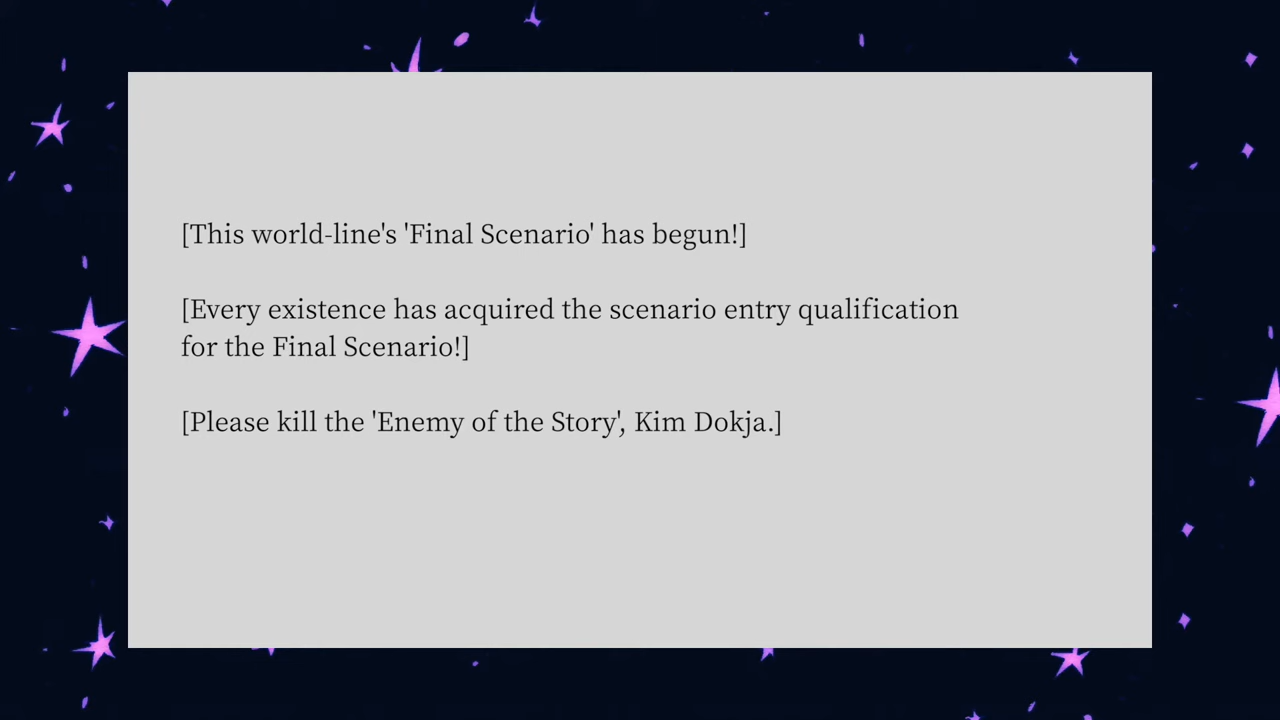 [This world-line's 'Final Scenario' has begun!]
[Every existence has acquired the scenario entry qualification
for the Final Scenario!]
[Please kill the 'Enemy of the Story', Kim Dokja.]